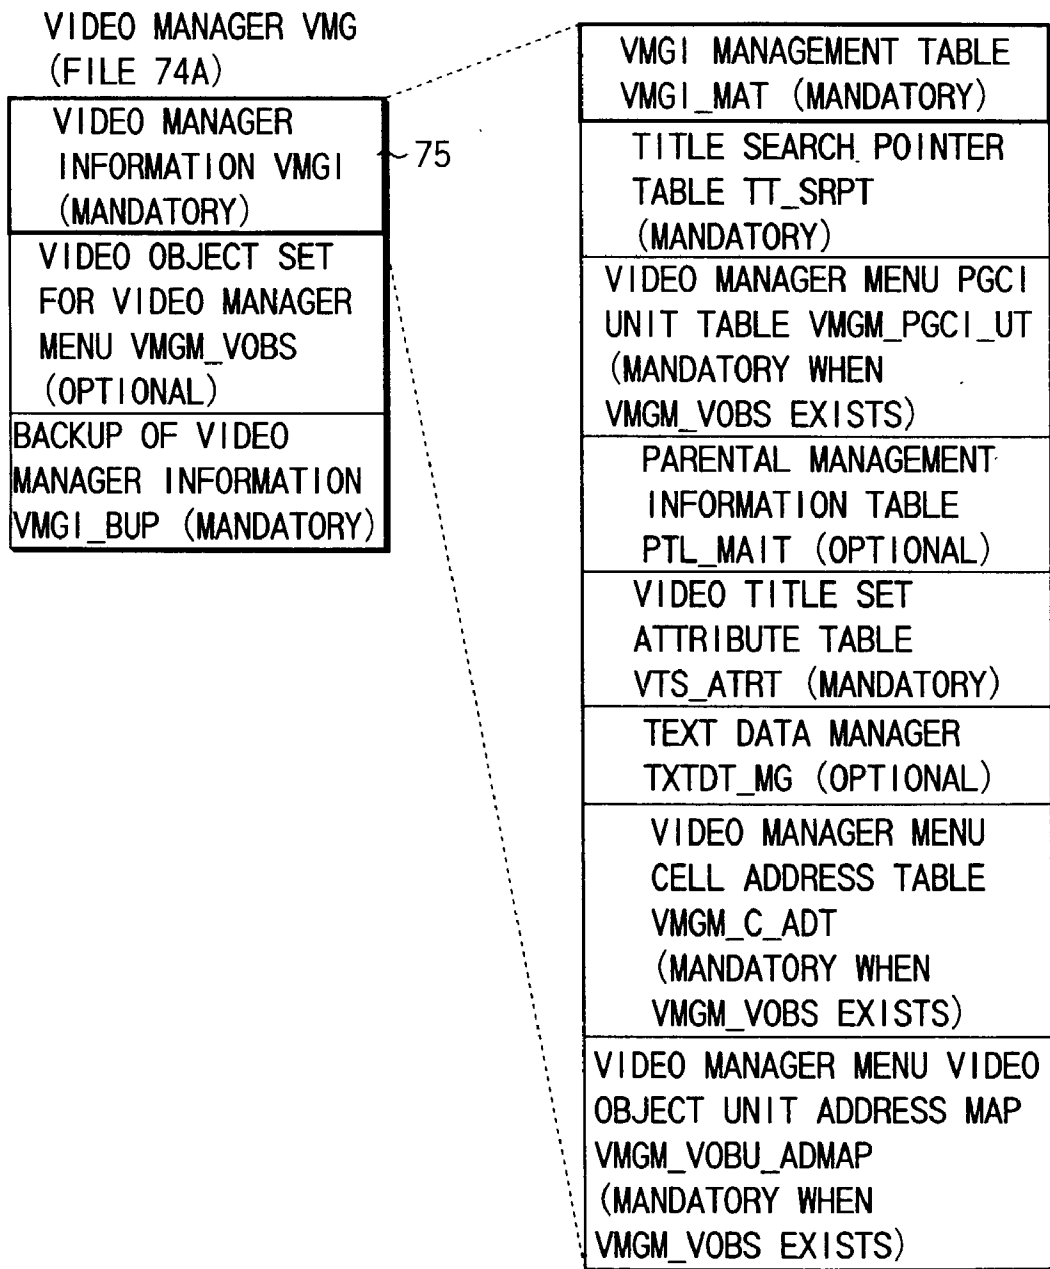 VIDEO MANAGER VMG
(FILE 74A)
VIDEO MANAGER
INFORMATION VMGI
(MANDATORY)
75
VIDEO OBJECT SET
FOR VIDEO MANAGER
MENU VMGM_VOBS
(OPTIONAL)
BACKUP OF VIDEO
MANAGER INFORMATION
VMGI_BUP (MANDATORY)
VMGI MANAGEMENT TABLE
VMGI_MAT (MANDATORY)
TITLE SEARCH POINTER
TABLE TT_SRPT
(MANDATORY)
VIDEO MANAGER MENU PGCI
UNIT TABLE VMGM_PGCI_UT
(MANDATORY WHEN
VMGM_VOBS EXISTS)
PARENTAL MANAGEMENT
INFORMATION TABLE
PTL_MAIT (OPTIONAL)
VIDEO TITLE SET
ATTRIBUTE TABLE
VTS_ATRT (MANDATORY)
TEXT DATA MANAGER
TXTDT_MG (OPTIONAL)
VIDEO MANAGER MENU
CELL ADDRESS TABLE
VMGM_C_ADT
(MANDATORY WHEN
VMGM_VOBS EXISTS)
VIDEO MANAGER MENU VIDEO
OBJECT UNIT ADDRESS MAP
VMGM_VOBU_ADMAP
(MANDATORY WHEN
VMGM_VOBS EXISTS)